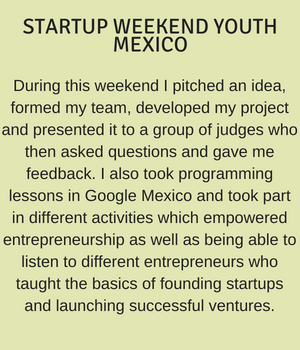 STARTUP WEEKEND YOUTH
MEXICO
During this weekend I pitched an idea,
formed my team, developed my project
and presented it to a group of judges who
then asked questions and gave me
feedback. I also took programming
lessons in Google Mexico and took part
in different activities which empowered
entrepreneurship as well as being able to
listen to different entrepreneurs who
taught the basics of founding startups
and launching successful ventures.